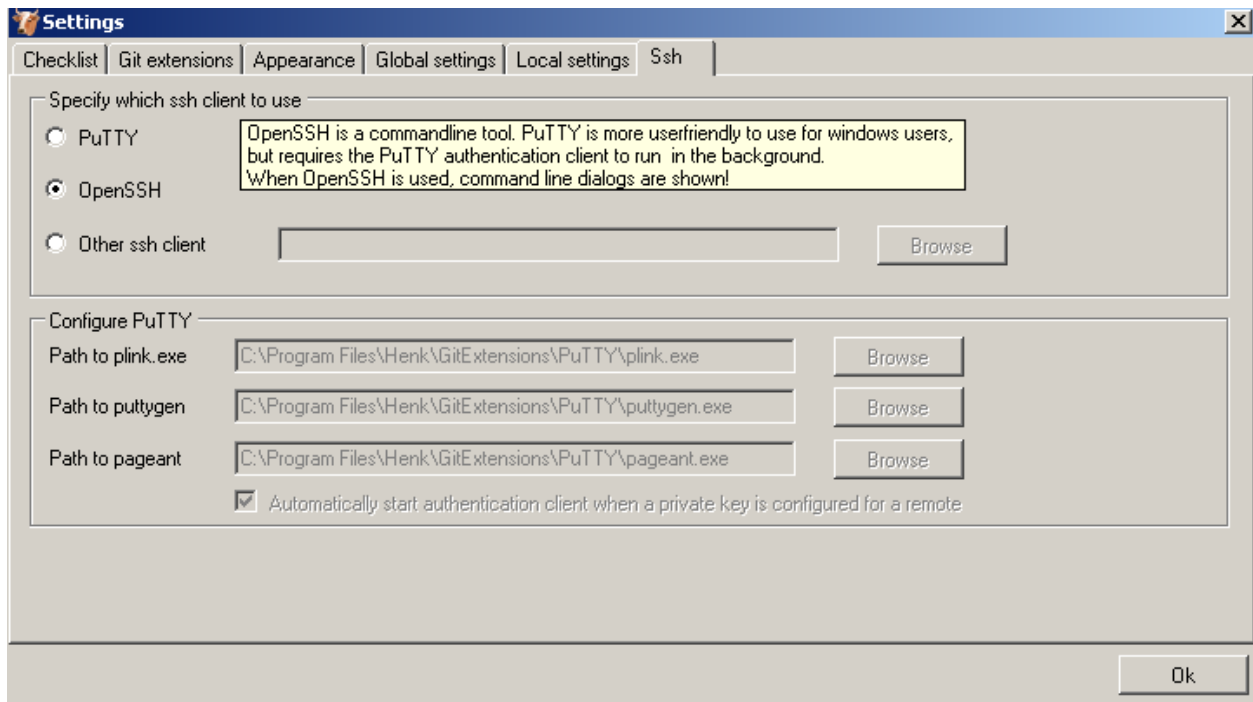 Settings
Checklist Git extensions Appearance Global settings Local settings Ssh
Specify which ssh client to use
PuTTY
OpenSSH is a commandline tool. PuTTY is more userfriendly to use for windows users,
but requires the PuTTY authentication client to run  in the background.
When OpenSSH is used, command line dialogs are shown!
OpenSSH
Other ssh client Browse
Configure PuTTY
Path to plink.exe C:\Program Files\Henk\GitExtensions\PuTTY\plink.exe Browse
Path to puttygen C:\Program Files\Henk\GitExtensions\PuTTY\puttygen.exe Browse
Path to pageant C:\Program Files\Henk\GitExtensions\PuTTY\pageant.exe Browse
Automatically start authentication client when a private key is configured for a remote
Ok